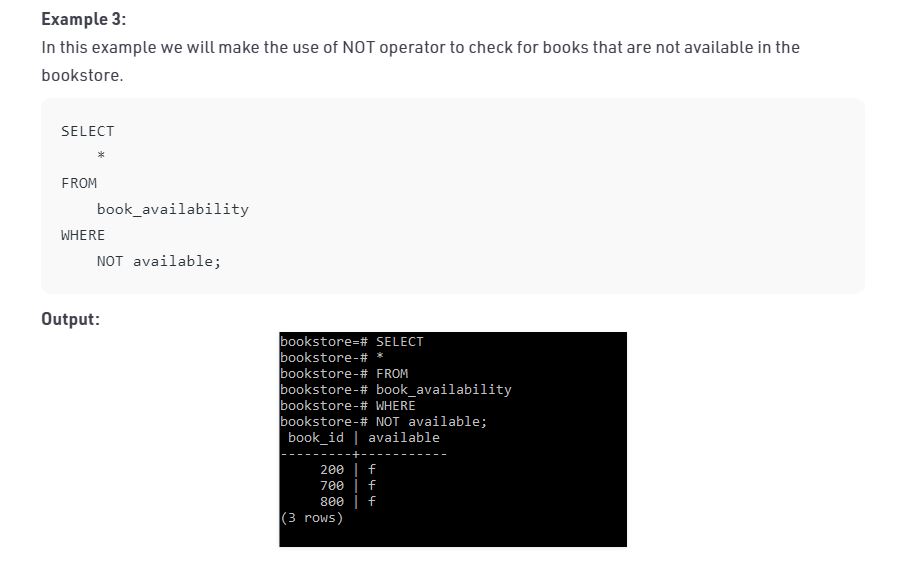 Example 3:
In this example we will make the use of NOT operator to check for books that are not available in the
bookstore.
SELECT
    *
FROM
    book_availability
WHERE
    NOT available;
Output:
bookstore=# SELECT
bookstore-# *
bookstore-# FROM
bookstore-# book_availability
bookstore-# WHERE
bookstore-# NOT available;
 book_id | available
---------+-----------
     200 | f
     700 | f
     800 | f
(3 rows)